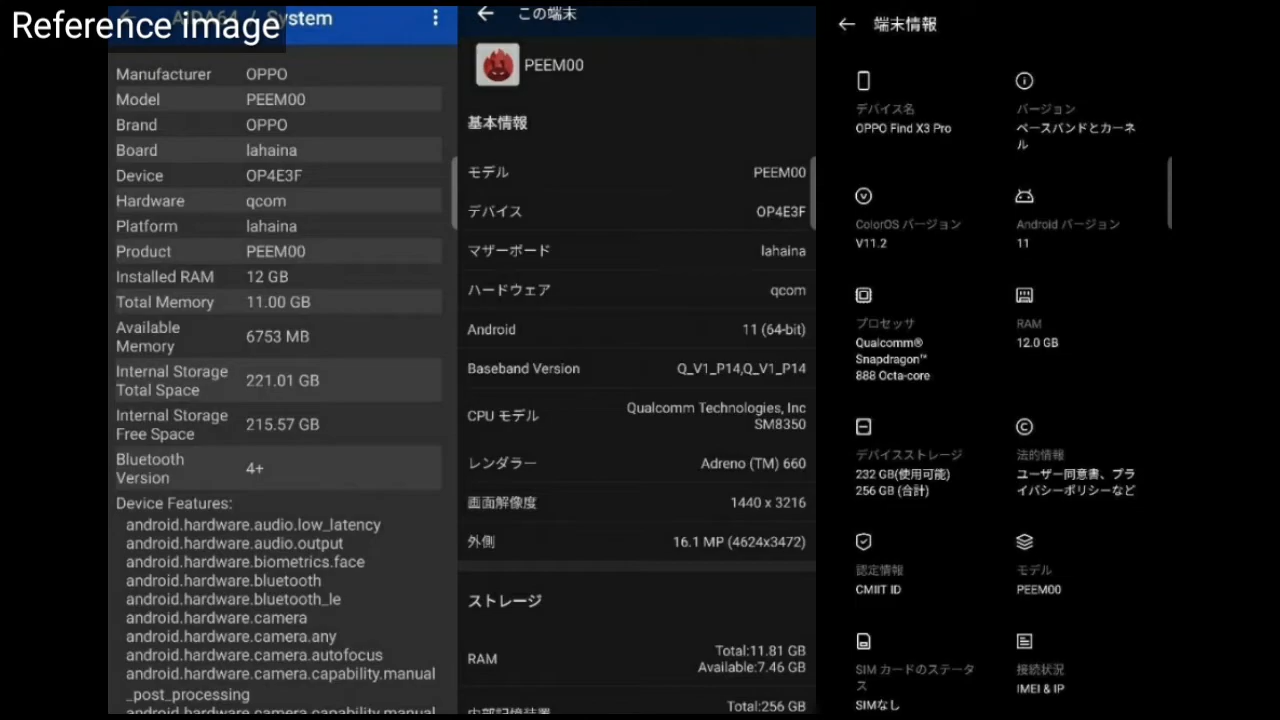 Reference image
AIDA64 / System
Manufacturer OPPO
Model PEEM00
Brand OPPO
Board lahaina
Device OP4E3F
Hardware qcom
Platform lahaina
Product PEEM00
Installed RAM 12 GB
Total Memory 11.00 GB
Available
Memory
6753 MB
Internal Storage
Total Space
221.01 GB
Internal Storage
Free Space
215.57 GB
Bluetooth
Version
4+
Device Features:
android.hardware.audio.low_latency
android.hardware.audio.output
android.hardware.biometrics.face
android.hardware.bluetooth
android.hardware.bluetooth_le
android.hardware.camera
android.hardware.camera.any
android.hardware.camera.autofocus
android.hardware.camera.capability.manual
_post_processing
android.hardware.camera.capability.manual
この端末
PEEM00
基本情報
モデル PEEM00
デバイス OP4E3F
マザーボード lahaina
ハードウェア qcom
Android 11 (64-bit)
Baseband Version Q_V1_P14,Q_V1_P14
CPU モデル
Qualcomm Technologies, Inc
SM8350
レンダラー Adreno (TM) 660
画面解像度 1440 x 3216
外側 16.1 MP (4624x3472)
ストレージ
RAM
Total:11.81 GB
Available:7.46 GB
内部記憶装置 Total:256 GB
端末情報
デバイス名
OPPO Find X3 Pro
バージョン
ベースバンドとカーネ
ル
ColorOS バージョン
V11.2
Android バージョン
11
プロセッサ
Qualcomm®
Snapdragon™
888 Octa-core
RAM
12.0 GB
デバイスストレージ
232 GB(使用可能)
256 GB (合計)
法的情報
ユーザー同意書、プラ
イバシーポリシーなど
認定情報
CMIIT ID
モデル
PEEM00
SIM カードのステータ
ス
SIMなし
接続状況
IMEI & IP